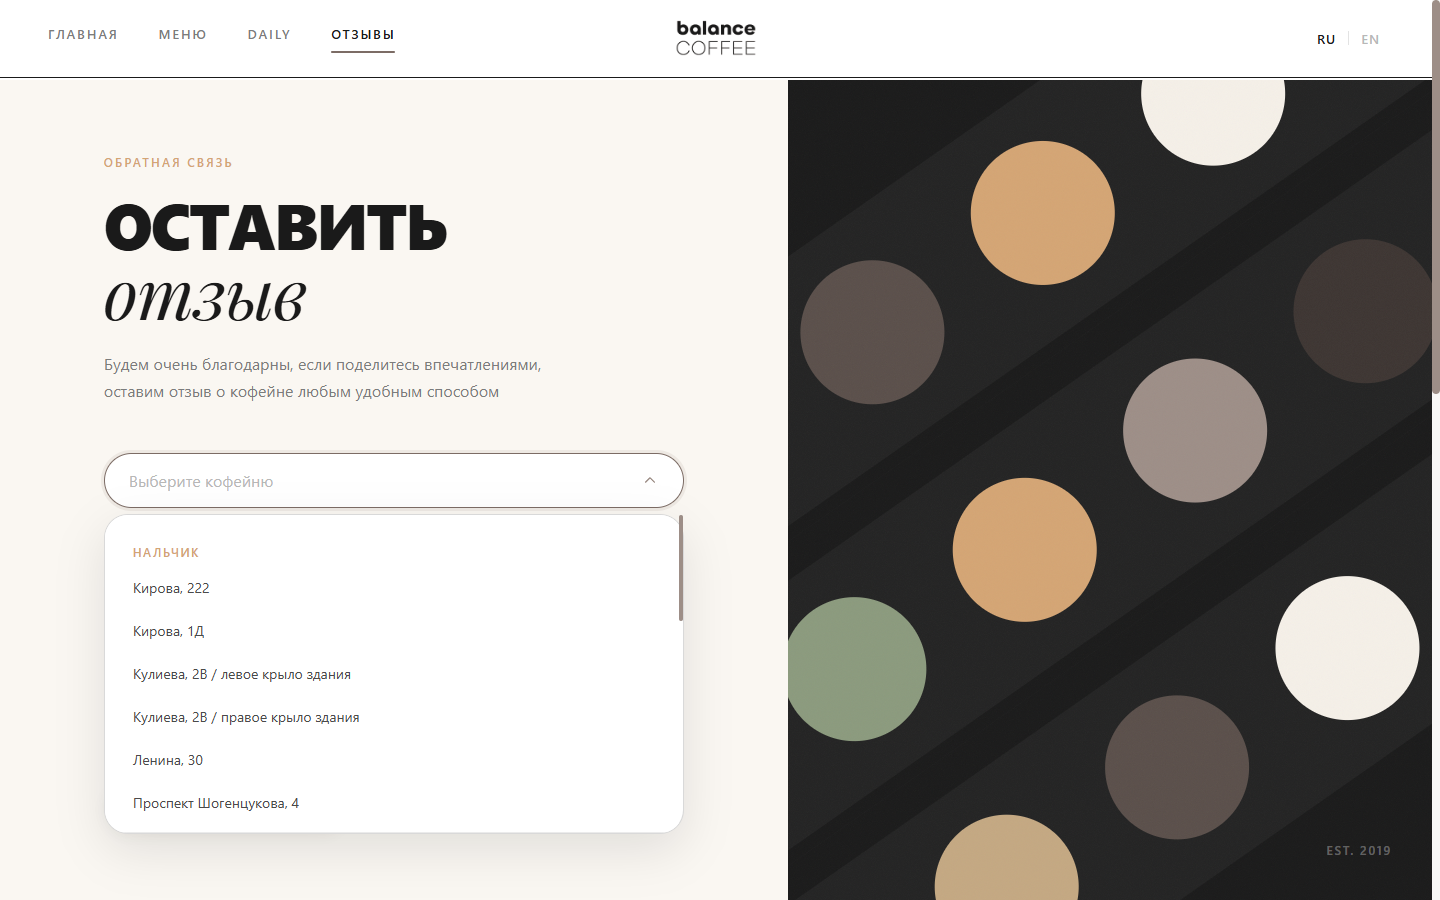 ГЛАВНАЯ
МЕНЮ
DAILY
ОТЗЫВЫ
balance
COFFEE
RU
EN
ОБРАТНАЯ СВЯЗЬ
ОСТАВИТЬ
отзыв
Будем очень благодарны, если поделитесь впечатлениями,
оставим отзыв о кофейне любым удобным способом
Выберите кофейню
НАЛЬЧИК
Кирова, 222
Кирова, 1Д
Кулиева, 2В / левое крыло здания
Кулиева, 2В / правое крыло здания
Ленина, 30
Проспект Шогенцукова, 4
EST. 2019